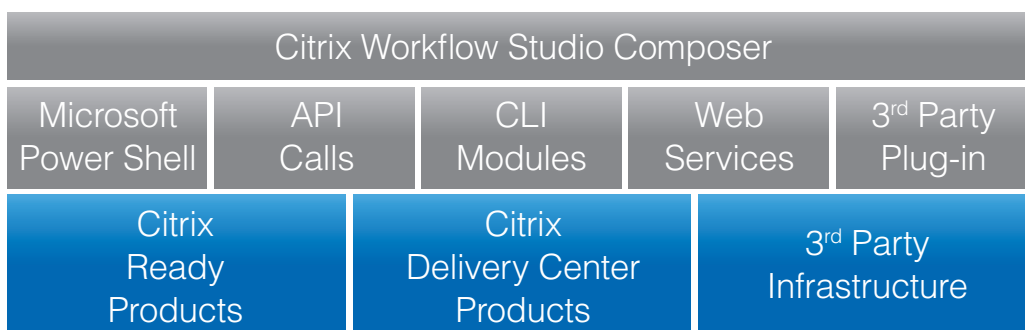 Citrix Workflow Studio Composer
Microsoft
Power Shell
API
Calls
CLI
Modules
Web
Services
3rd Party
Plug-in
Citrix
Ready
Products
Citrix
Delivery Center
Products
3rd Party
Infrastructure